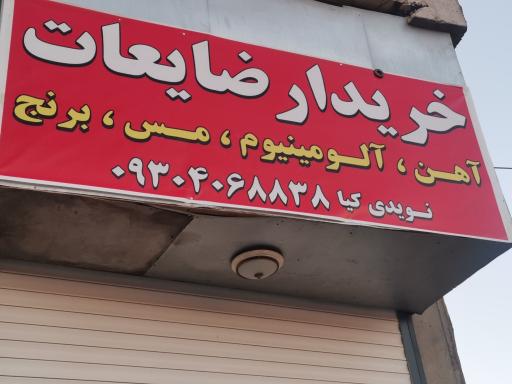 خریدار ضایعات
آهن ، آلومینیوم ، مس ، برنج
نویدی کیا ۰۹۳۰۴۰۶۸۸۳۸